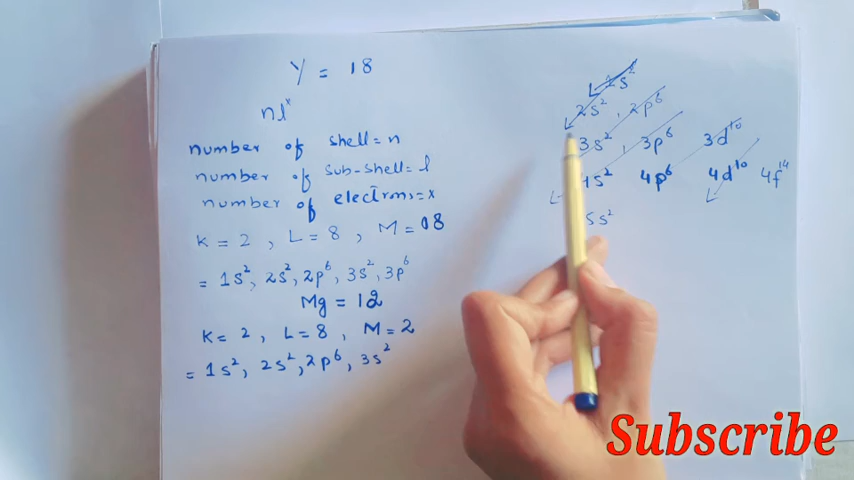 Y = 18
nlˣ
number of shell = n
number of sub-shell = l
number of electrons = x
K = 2 , L = 8 , M = 08
= 1s², 2s², 2p⁶, 3s², 3p⁶
Mg = 12
K = 2 , L = 8 , M = 2
= 1s², 2s², 2p⁶, 3s²
s²
2s², 2p⁶
3s², 3p⁶ 3d¹⁰
4s² 4p⁶ 4d¹⁰ 4f¹⁴
5s²
Subscribe